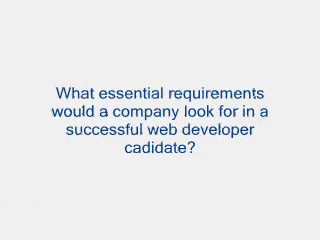 What essential requirements
would a company look for in a
successful web developer
cadidate?